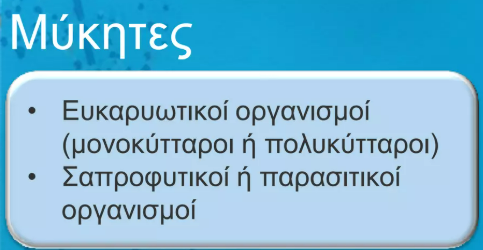 Μύκητες
• Ευκαρυωτικοί οργανισμοί
(μονοκύτταροι ή πολυκύτταροι)
• Σαπροφυτικοί ή παρασιτικοί
οργανισμοί